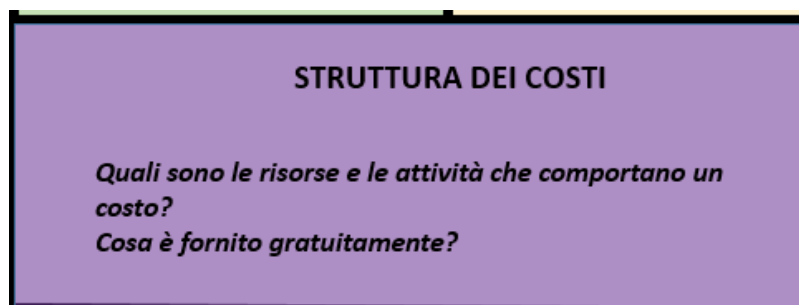 STRUTTURA DEI COSTI
Quali sono le risorse e le attività che comportano un
costo?
Cosa è fornito gratuitamente?